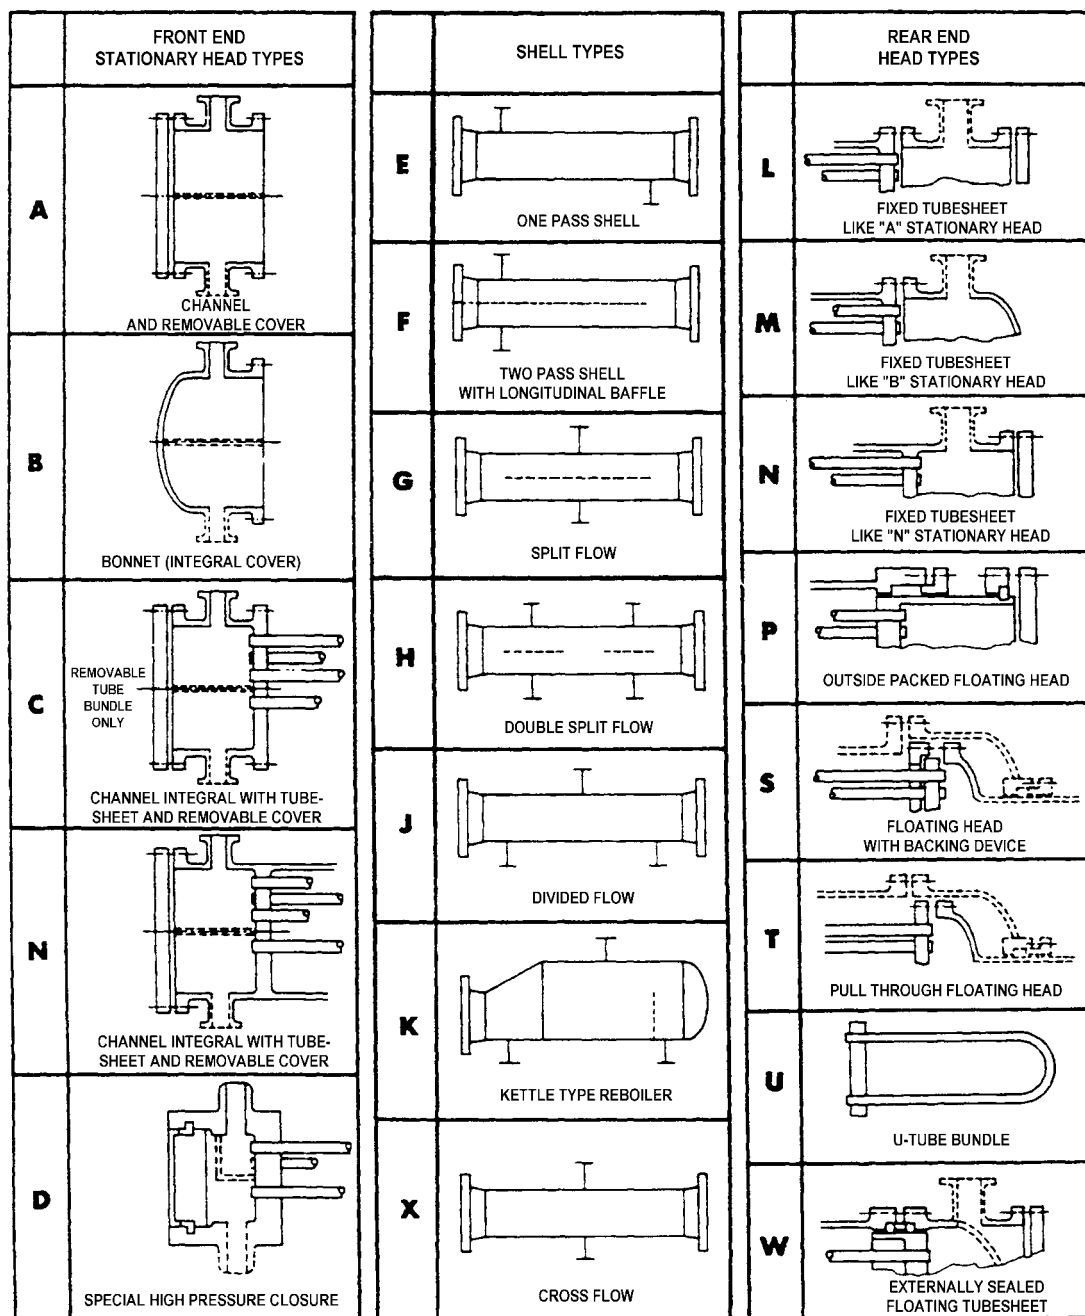 FRONT END
STATIONARY HEAD TYPES
A
CHANNEL
AND REMOVABLE COVER
B
BONNET (INTEGRAL COVER)
C
REMOVABLE
TUBE
BUNDLE
ONLY
CHANNEL INTEGRAL WITH TUBE-
SHEET AND REMOVABLE COVER
N
CHANNEL INTEGRAL WITH TUBE-
SHEET AND REMOVABLE COVER
D
SPECIAL HIGH PRESSURE CLOSURE
SHELL TYPES
E
ONE PASS SHELL
F
TWO PASS SHELL
WITH LONGITUDINAL BAFFLE
G
SPLIT FLOW
H
DOUBLE SPLIT FLOW
J
DIVIDED FLOW
K
KETTLE TYPE REBOILER
X
CROSS FLOW
REAR END
HEAD TYPES
L
FIXED TUBESHEET
LIKE "A" STATIONARY HEAD
M
FIXED TUBESHEET
LIKE "B" STATIONARY HEAD
N
FIXED TUBESHEET
LIKE "N" STATIONARY HEAD
P
OUTSIDE PACKED FLOATING HEAD
S
FLOATING HEAD
WITH BACKING DEVICE
T
PULL THROUGH FLOATING HEAD
U
U-TUBE BUNDLE
W
EXTERNALLY SEALED
FLOATING TUBESHEET